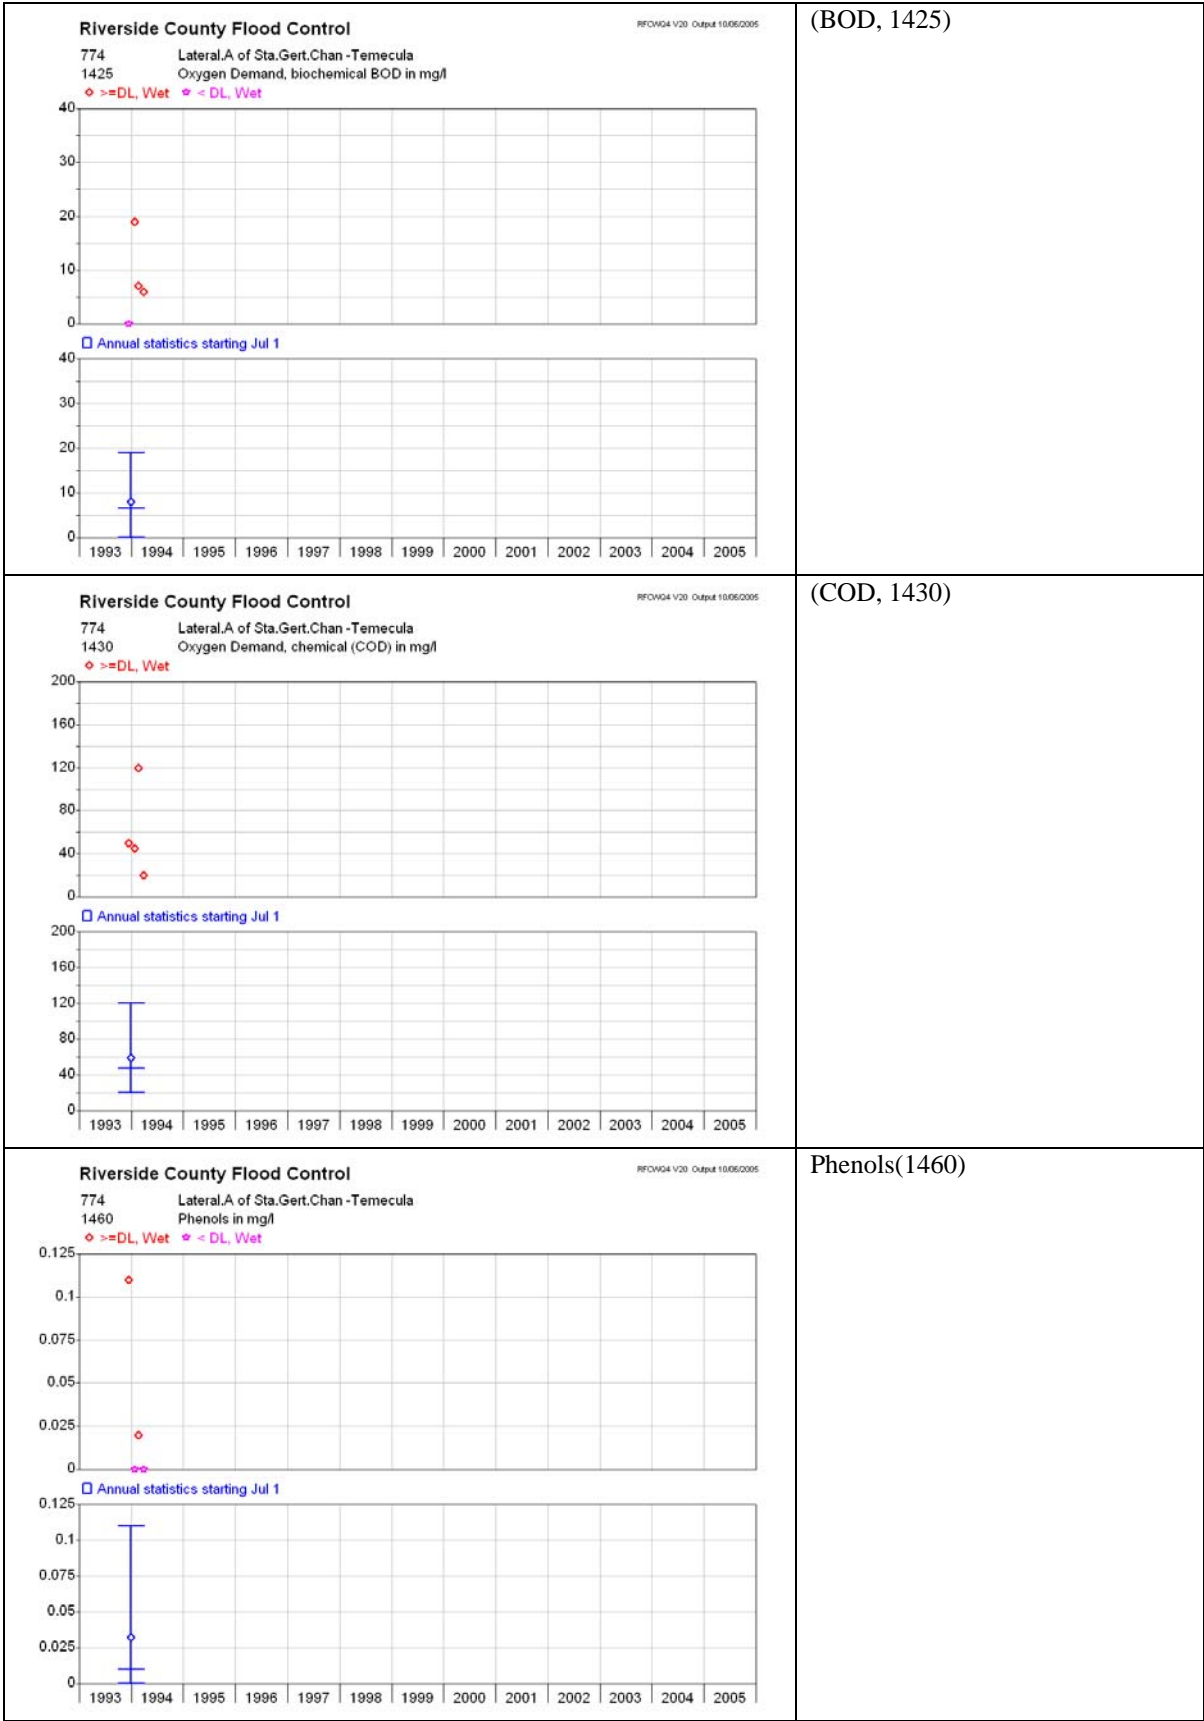 Riverside County Flood Control
RFCWQ4 V20 Output 10/06/2005
774 Lateral.A of Sta.Gert.Chan -Temecula
1425 Oxygen Demand, biochemical BOD in mg/l
>=DL, Wet < DL, Wet
40
30
20
10
0
Annual statistics starting Jul 1
40
30
20
10
0
1993 1994 1995 1996 1997 1998 1999 2000 2001 2002 2003 2004 2005
(BOD, 1425)
Riverside County Flood Control
RFCWQ4 V20 Output 10/06/2005
774 Lateral.A of Sta.Gert.Chan -Temecula
1430 Oxygen Demand, chemical (COD) in mg/l
>=DL, Wet
200
160
120
80
40
0
Annual statistics starting Jul 1
200
160
120
80
40
0
1993 1994 1995 1996 1997 1998 1999 2000 2001 2002 2003 2004 2005
(COD, 1430)
Riverside County Flood Control
RFCWQ4 V20 Output 10/06/2005
774 Lateral.A of Sta.Gert.Chan -Temecula
1460 Phenols in mg/l
>=DL, Wet < DL, Wet
0.125
0.1
0.075
0.05
0.025
0
Annual statistics starting Jul 1
0.125
0.1
0.075
0.05
0.025
0
1993 1994 1995 1996 1997 1998 1999 2000 2001 2002 2003 2004 2005
Phenols(1460)